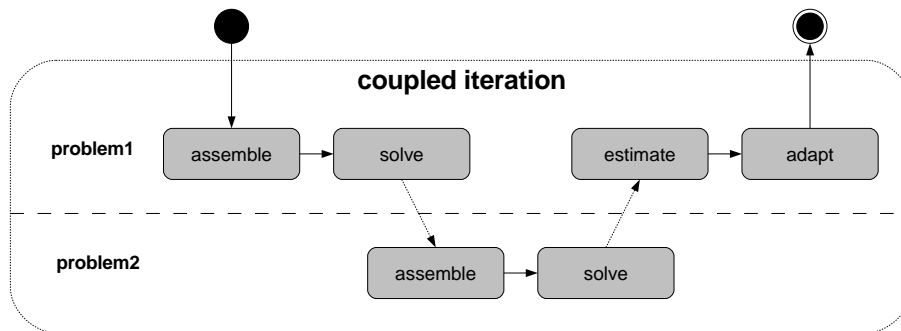 coupled iteration
problem1
assemble
solve
estimate
adapt
problem2
assemble
solve